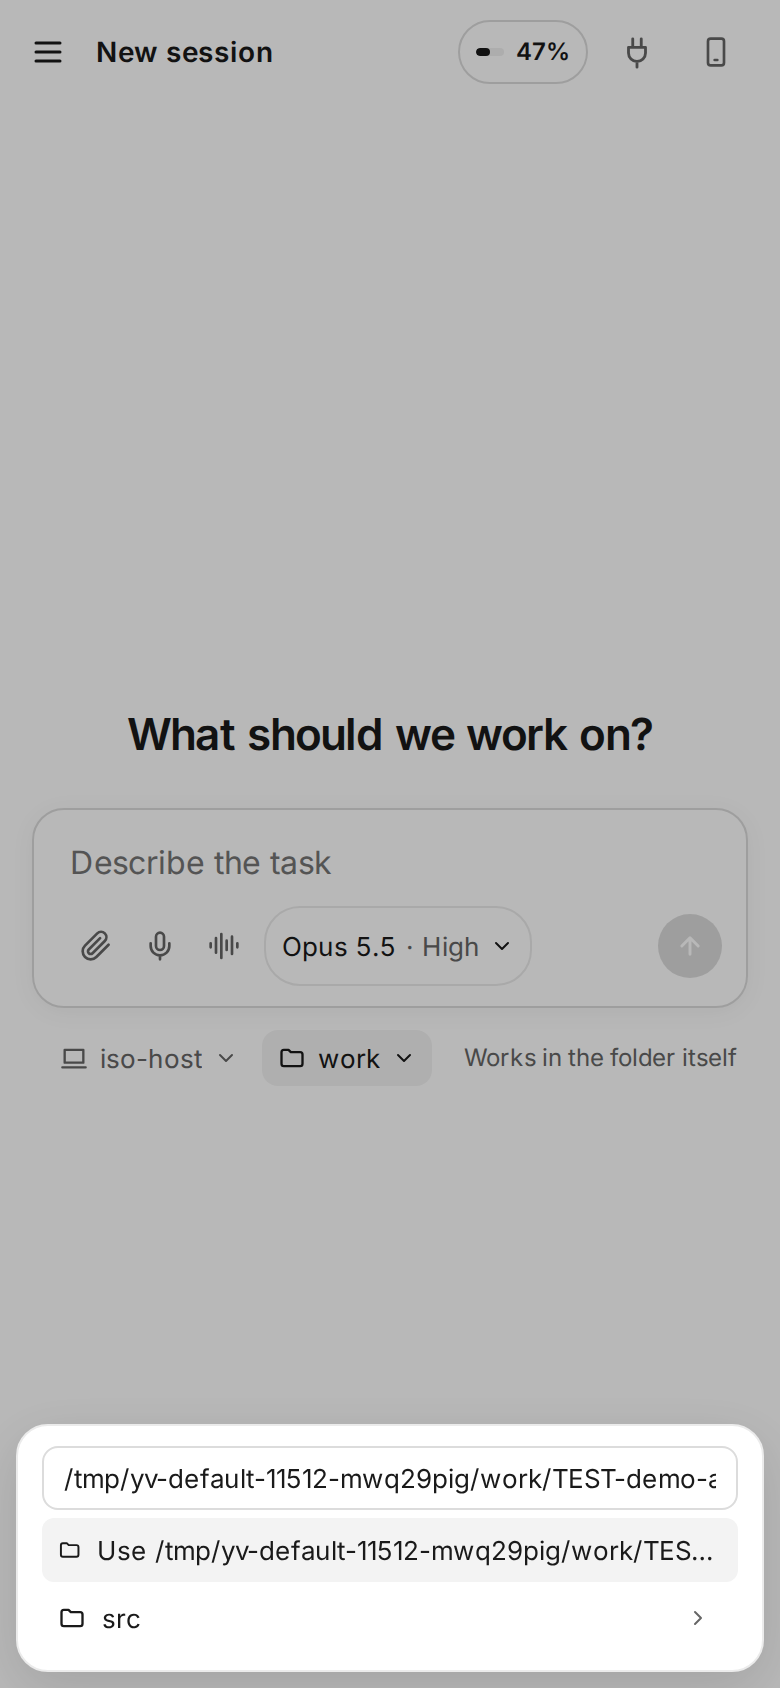 New session
47%
What should we work on?
Describe the task
Opus 5.5 · High
iso-host
work
Works in the folder itself
/tmp/yv-default-11512-mwq29pig/work/TEST-demo-a
Use /tmp/yv-default-11512-mwq29pig/work/TES...
src